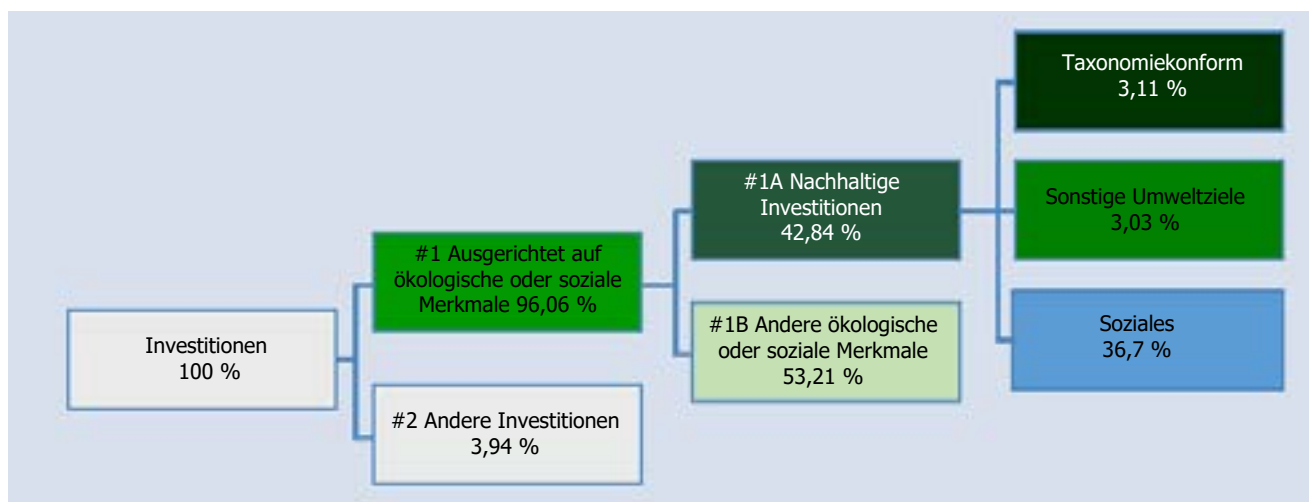 Investitionen
100 %
#1 Ausgerichtet auf
ökologische oder soziale
Merkmale 96,06 %
#2 Andere Investitionen
3,94 %
#1A Nachhaltige
Investitionen
42,84 %
#1B Andere ökologische
oder soziale Merkmale
53,21 %
Taxonomiekonform
3,11 %
Sonstige Umweltziele
3,03 %
Soziales
36,7 %